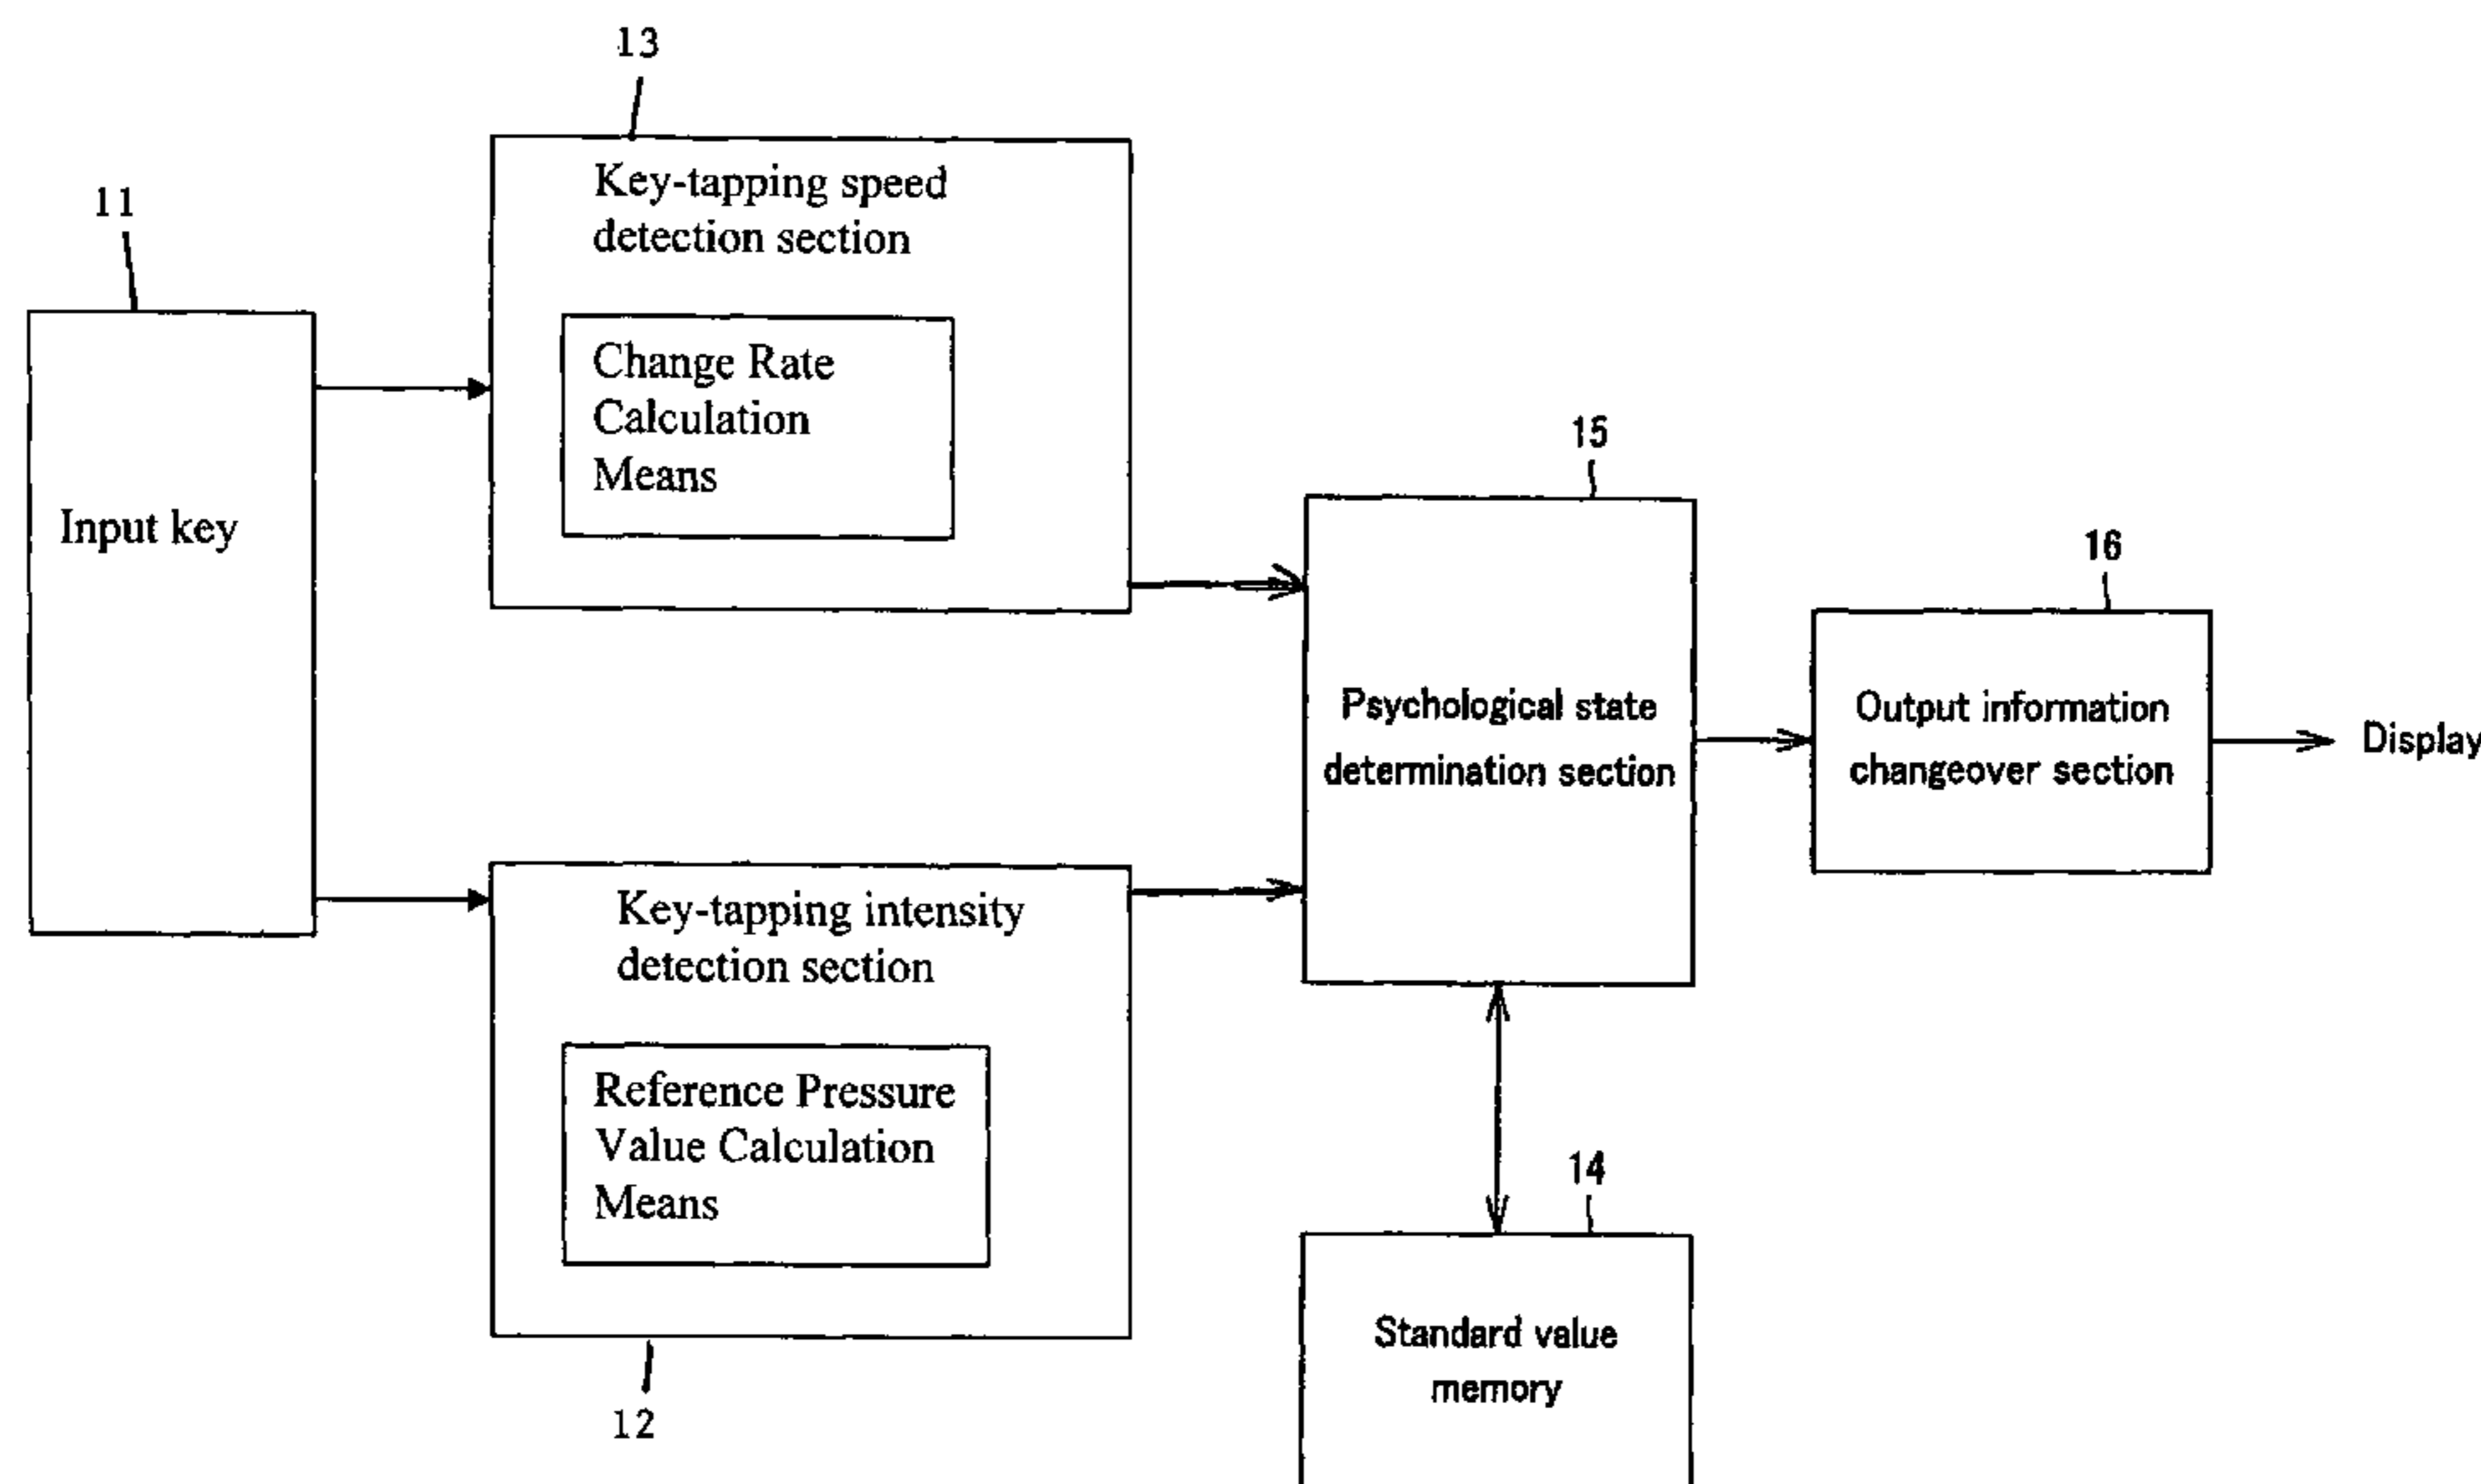 13
Key-tapping speed
detection section
11
Change Rate
Calculation
Means
Input key
15
16
Psychological state
determination section
Output information
changeover section
Display
Key-tapping intensity
detection section
Reference Pressure
Value Calculation
Means
12
14
Standard value
memory